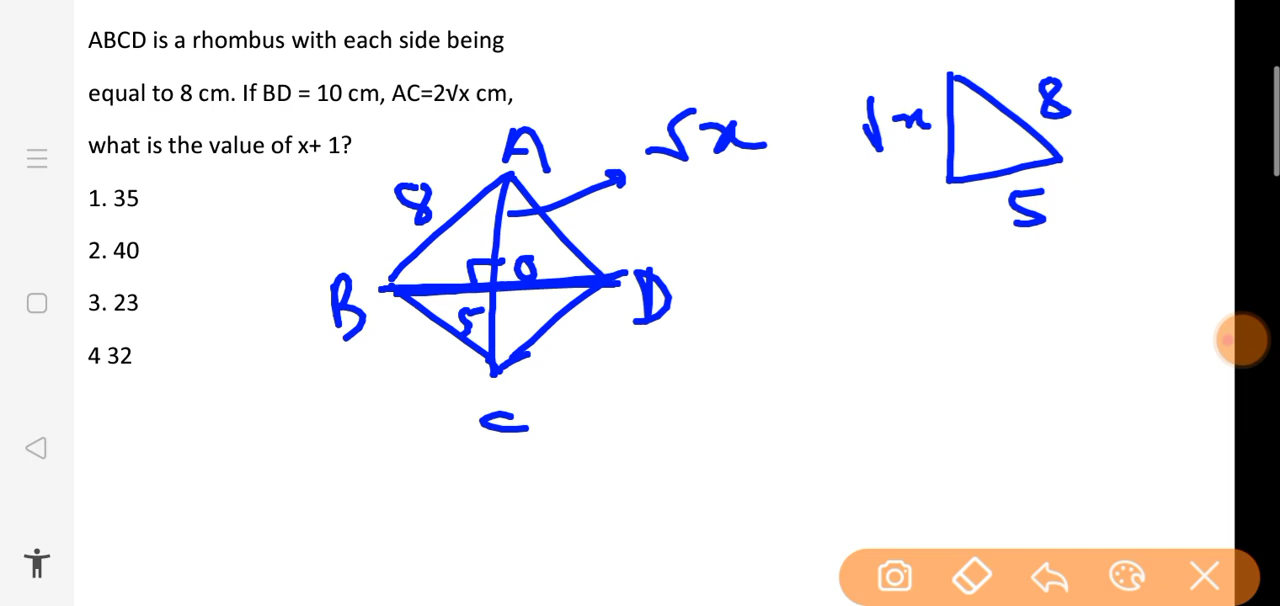 ABCD is a rhombus with each side being
equal to 8 cm. If BD = 10 cm, AC=2√x cm,
what is the value of x+ 1?
1. 35
2. 40
3. 23
4 32
A
√x
8
B
O
D
5
C
√x
8
5